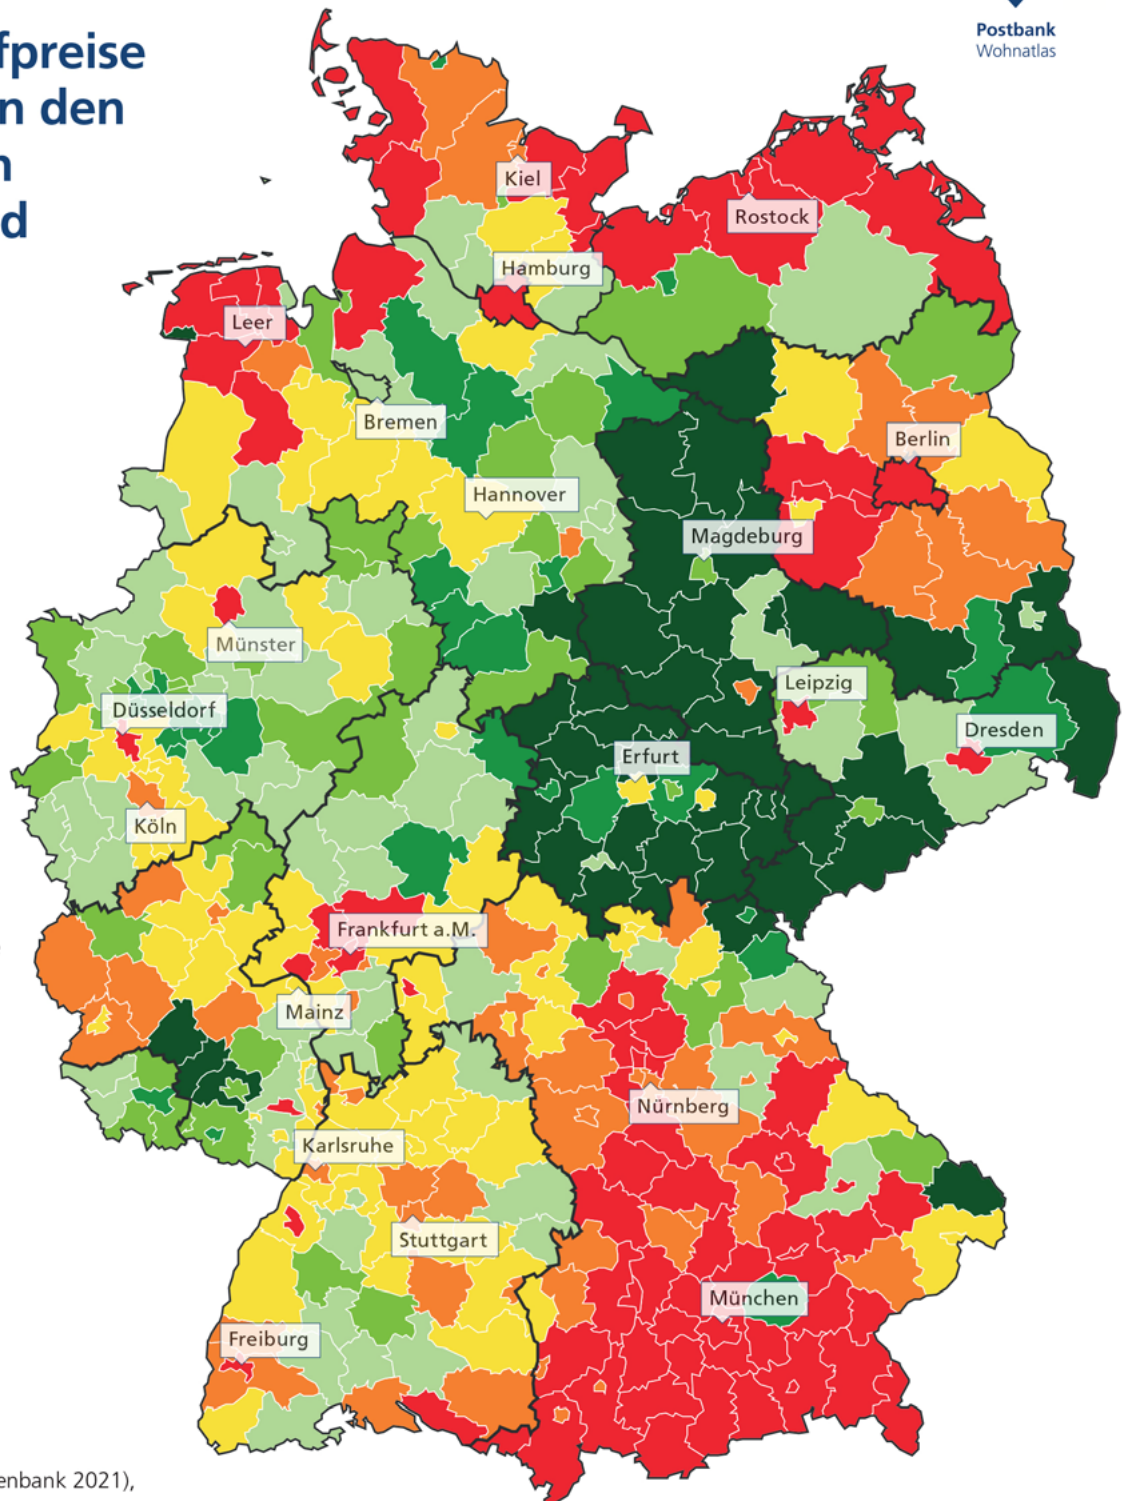 fpreise
n den
n
d
Postbank
Wohnatlas
Kiel
Rostock
Hamburg
Leer
Bremen
Berlin
Hannover
Magdeburg
Münster
Leipzig
Düsseldorf
Dresden
Erfurt
Köln
Frankfurt a.M.
Mainz
Nürnberg
Karlsruhe
Stuttgart
München
Freiburg
enbank 2021),